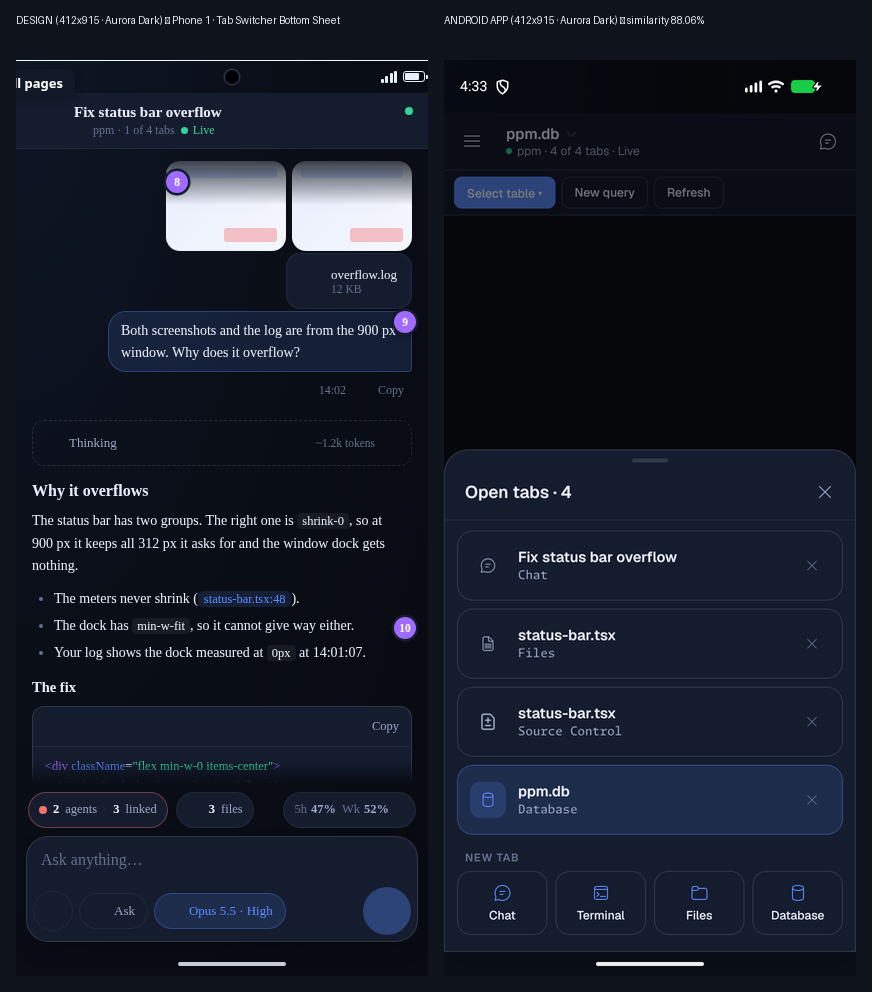 DESIGN (412x915 · Aurora Dark) Phone 1 · Tab Switcher Bottom Sheet
ll pages
Fix status bar overflow
ppm · 1 of 4 tabs Live
8
overflow.log
12 KB
9
Both screenshots and the log are from the 900 px
window. Why does it overflow?
14:02 Copy
Thinking ~1.2k tokens
Why it overflows
The status bar has two groups. The right one is shrink-0, so at
900 px it keeps all 312 px it asks for and the window dock gets
nothing.
• The meters never shrink (status-bar.tsx:48).
• The dock has min-w-fit, so it cannot give way either.
10
• Your log shows the dock measured at 0px at 14:01:07.
The fix
Copy
<div className="flex min-w-0 items-center">
2 agents · 3 linked
3 files
5h 47% Wk 52%
Ask anything…
Ask
Opus 5.5 · High
ANDROID APP (412x915 · Aurora Dark) similarity 88.06%
4:33
ppm.db
ppm · 4 of 4 tabs · Live
Select table
New query
Refresh
Open tabs · 4
Fix status bar overflow
Chat
status-bar.tsx
Files
status-bar.tsx
Source Control
ppm.db
Database
NEW TAB
Chat
Terminal
Files
Database